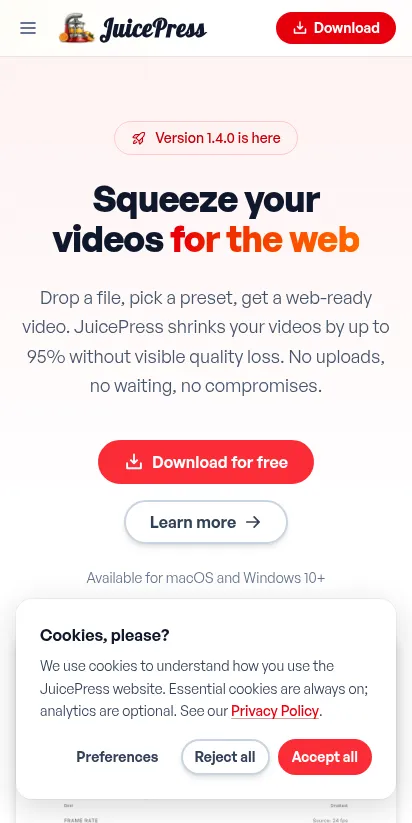 JuicePress
Download
Version 1.4.0 is here
Squeeze your
videos for the web
Drop a file, pick a preset, get a web-ready
video. JuicePress shrinks your videos by up to
95% without visible quality loss. No uploads,
no waiting, no compromises.
Download for free
Learn more
Available for macOS and Windows 10+
Cookies, please?
We use cookies to understand how you use the
JuicePress website. Essential cookies are always on;
analytics are optional. See our Privacy Policy.
Preferences
Reject all
Accept all
FRAME RATE
Source: 24 fps